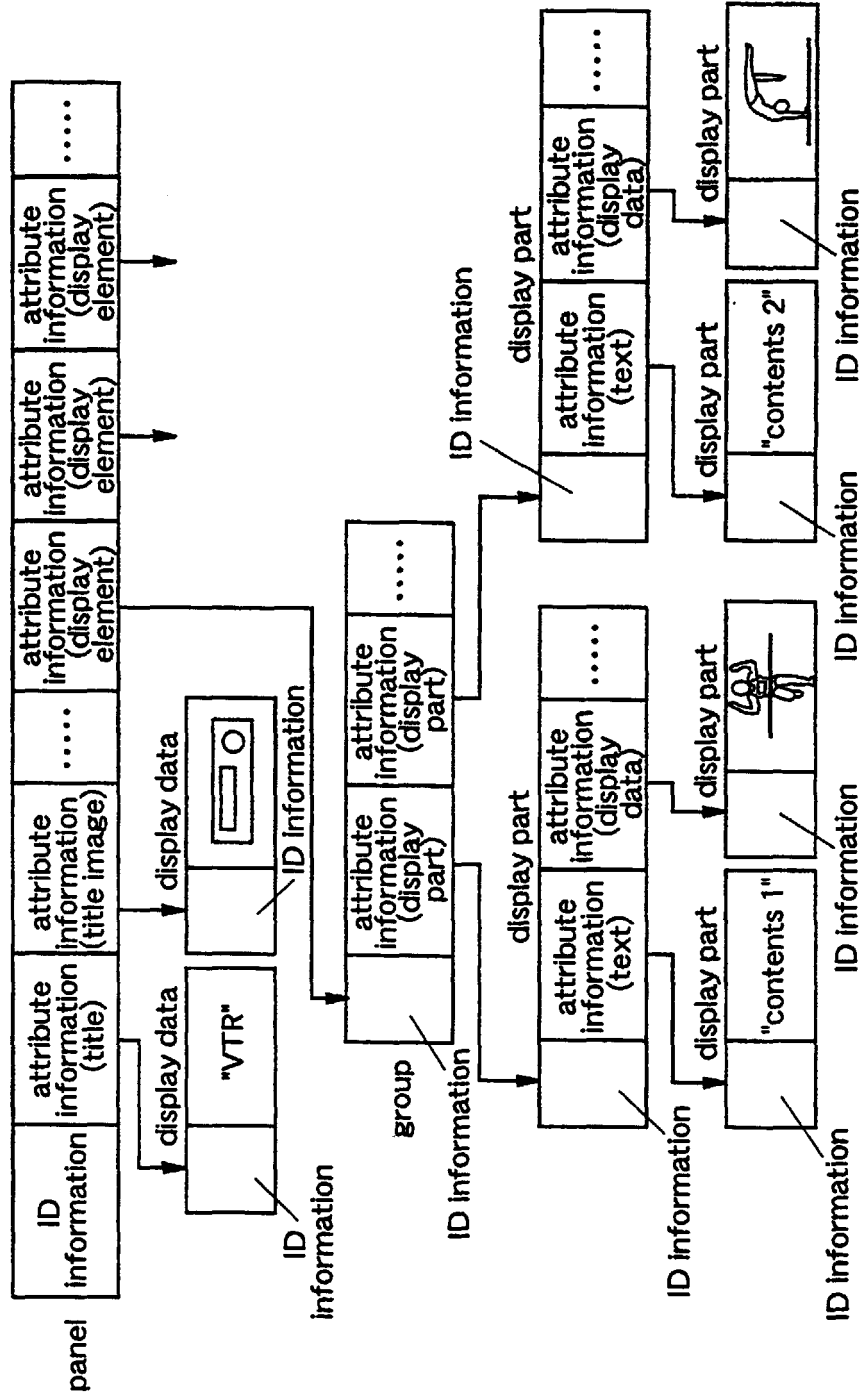 panel
ID
information
attribute
information
(title)
attribute
information
(title image)
.....
attribute
information
(display
element)
attribute
information
(display
element)
attribute
information
(display
element)
.....
display data
"VTR"
ID
information
display data
ID information
group
ID information
attribute
information
(display
part)
attribute
information
(display
part)
.....
display part
ID information
attribute
information
(text)
attribute
information
(display
data)
.....
display part
ID information
attribute
information
(text)
attribute
information
(display
data)
.....
display part
"contents 1"
ID information
display part
ID information
display part
"contents 2"
ID information
display part
ID information